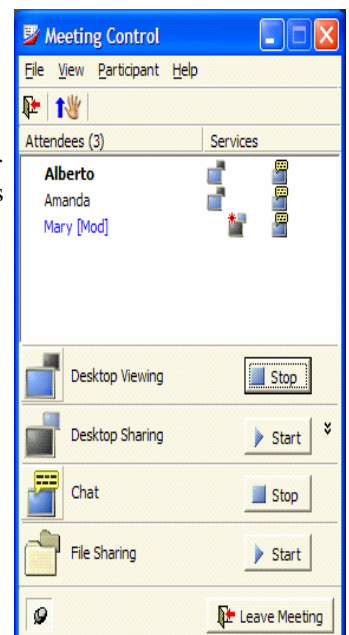 Meeting Control
File View Participant Help
Attendees (3) Services
Alberto
Amanda
Mary [Mod]
Desktop Viewing Stop
Desktop Sharing Start
Chat Stop
File Sharing Start
Leave Meeting